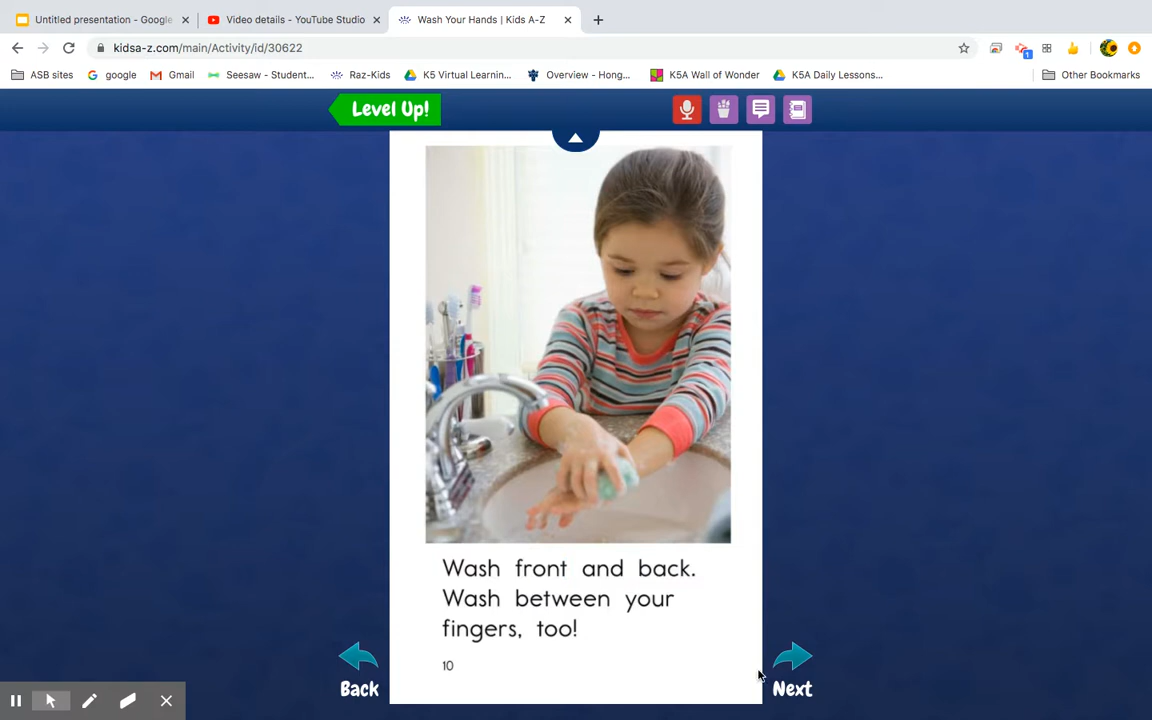 Untitled presentation - Google
Video details - YouTube Studio
Wash Your Hands | Kids A-Z
kidsa-z.com/main/Activity/id/30622
1
ASB sites
google
Gmail
Seesaw - Student...
Raz-Kids
K5 Virtual Learnin...
Overview - Hong...
K5A Wall of Wonder
K5A Daily Lessons...
Other Bookmarks
Level Up!
Wash front and back.
Wash between your
fingers, too!
10
Back
Next